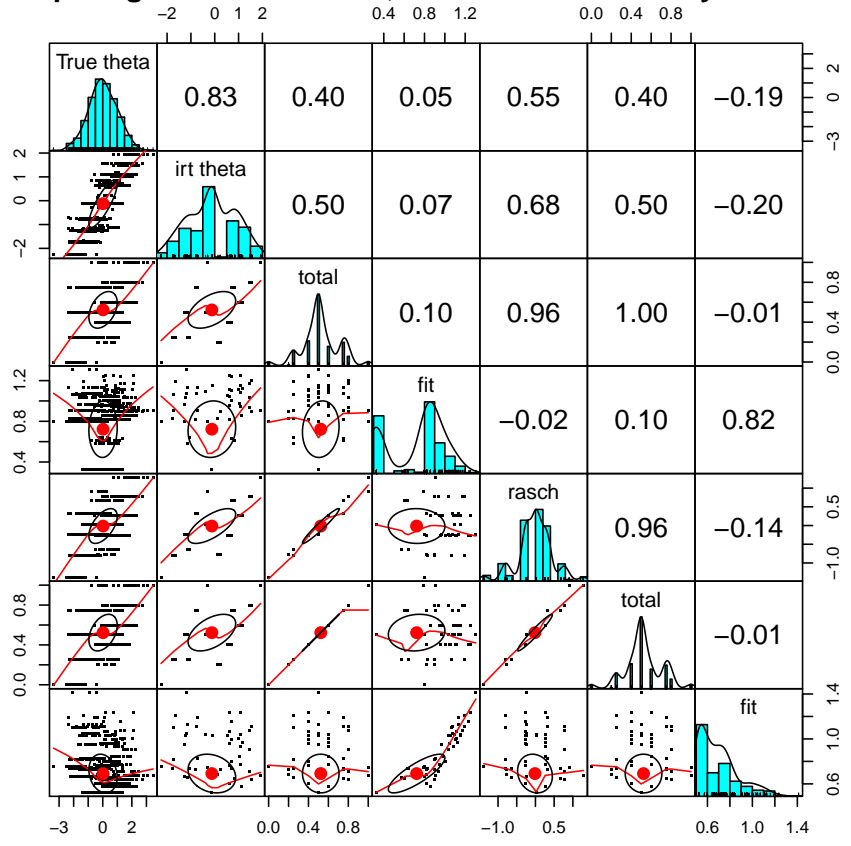 −2 0 1 2 0.4 0.8 1.2 0.0 0.4 0.8
True theta
0.83 0.40 0.05 0.55 0.40 −0.19
−3 0 2
irt theta
0.50 0.07 0.68 0.50 −0.20
−2 0 1 2
total
0.10 0.96 1.00 −0.01
0.0 0.4 0.8
fit
−0.02 0.10 0.82
0.4 0.8 1.2
rasch
0.96 −0.14
−1.0 0.5
total
−0.01
0.0 0.4 0.8
fit
0.6 1.0 1.4
−3 0 2 0.0 0.4 0.8 −1.0 0.5 0.6 1.0 1.4